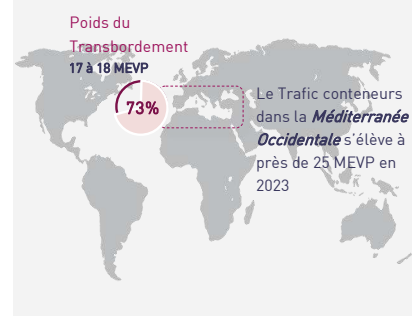 Poids du
Transbordement
17 à 18 MEVP
73%
Le Trafic conteneurs
dans la Méditerranée
Occidentale s'élève à
près de 25 MEVP en
2023